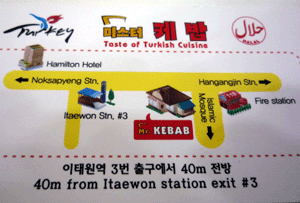 Turkey
미스터 케밥
Taste of Turkish Cuisine
حلال
HALAL
Hamilton Hotel
Noksapyeng Stn,
Hangangjin Stn,
Itaewon Stn, #3
Mr. KEBAB
Islamic
Mosque
Fire station
이태원역 3번 출구에서 40m 전방
40m from Itaewon station exit #3